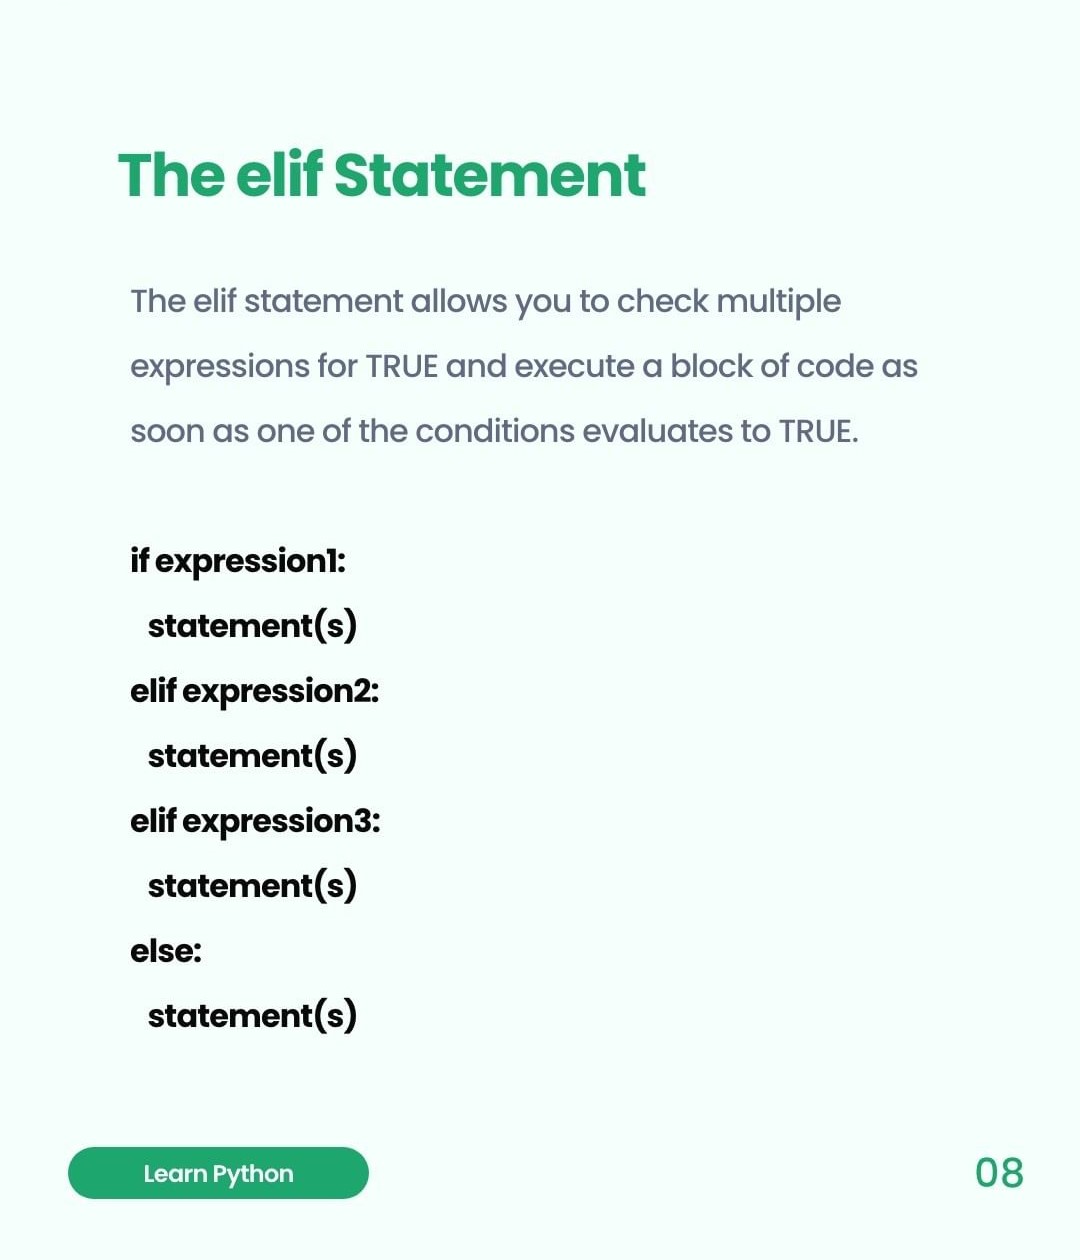 The elif Statement
The elif statement allows you to check multiple
expressions for TRUE and execute a block of code as
soon as one of the conditions evaluates to TRUE.
if expression1:
statement(s)
elif expression2:
statement(s)
elif expression3:
statement(s)
else:
statement(s)
Learn Python
08